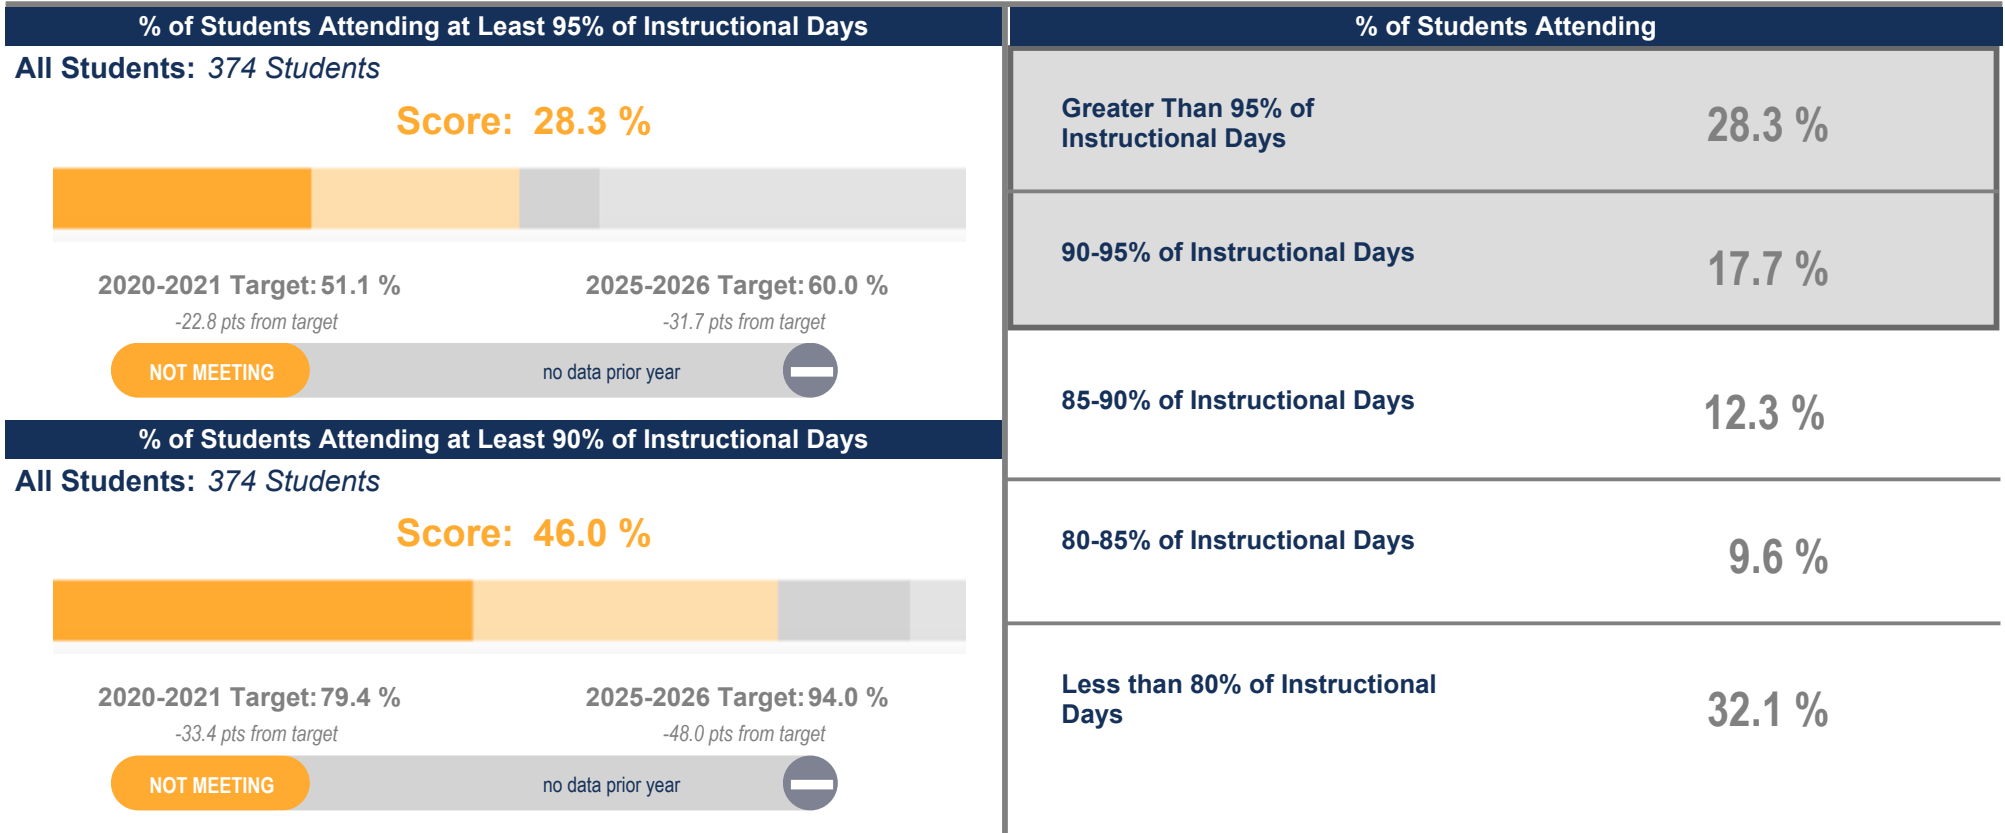 % of Students Attending at Least 95% of Instructional Days
All Students: 374 Students
Score: 28.3 %
2020-2021 Target: 51.1 %
-22.8 pts from target
2025-2026 Target: 60.0 %
-31.7 pts from target
NOT MEETING
no data prior year
% of Students Attending at Least 90% of Instructional Days
All Students: 374 Students
Score: 46.0 %
2020-2021 Target: 79.4 %
-33.4 pts from target
2025-2026 Target: 94.0 %
-48.0 pts from target
NOT MEETING
no data prior year
% of Students Attending
Greater Than 95% of
Instructional Days
28.3 %
90-95% of Instructional Days
17.7 %
85-90% of Instructional Days
12.3 %
80-85% of Instructional Days
9.6 %
Less than 80% of Instructional
Days
32.1 %